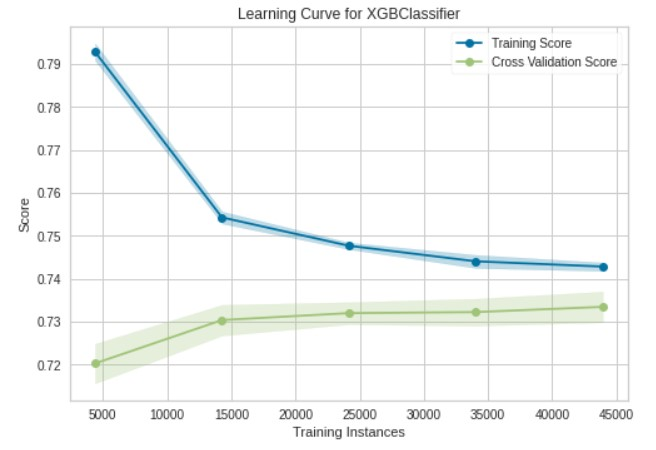 Learning Curve for XGBClassifier
Training Score
Cross Validation Score
0.79
0.78
0.77
0.76
0.75
0.74
0.73
0.72
Score
5000 10000 15000 20000 25000 30000 35000 40000 45000
Training Instances